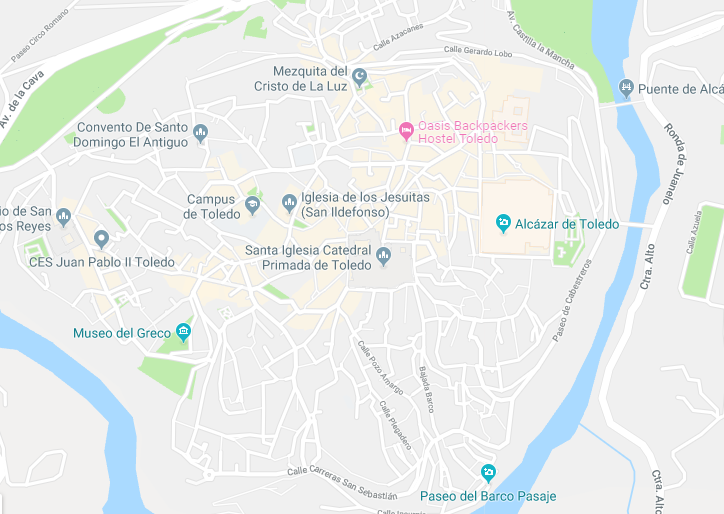 Paseo Circo Romano
Av. de la Cava
Calle Azacanes
Calle Gerardo Lobo
Av. Castilla la Mancha
Mezquita del
Cristo de La Luz
Puente de Alcá
Convento De Santo
Domingo El Antiguo
Oasis Backpackers
Hostel Toledo
Ronda de Juanelo
Campus
de Toledo
Iglesia de los Jesuitas
(San Ildefonso)
io de San
os Reyes
Alcázar de Toledo
Calle Azuela
CES Juan Pablo II Toledo
Santa Iglesia Catedral
Primada de Toledo
Ctra. Alto
Paseo de Cabestreros
Museo del Greco
Calle Pozo Amargo
Bajada Barco
Calle Plegadero
Calle Carreras San Sebastián
Paseo del Barco Pasaje
Ctra. Alto